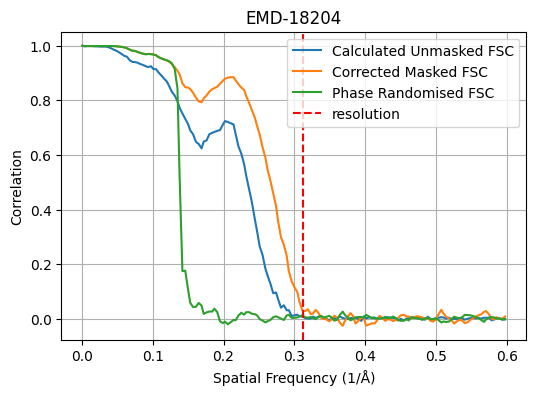 EMD-18204
Calculated Unmasked FSC
Corrected Masked FSC
Phase Randomised FSC
resolution
Correlation
1.0
0.8
0.6
0.4
0.2
0.0
0.0 0.1 0.2 0.3 0.4 0.5 0.6
Spatial Frequency (1/Å)